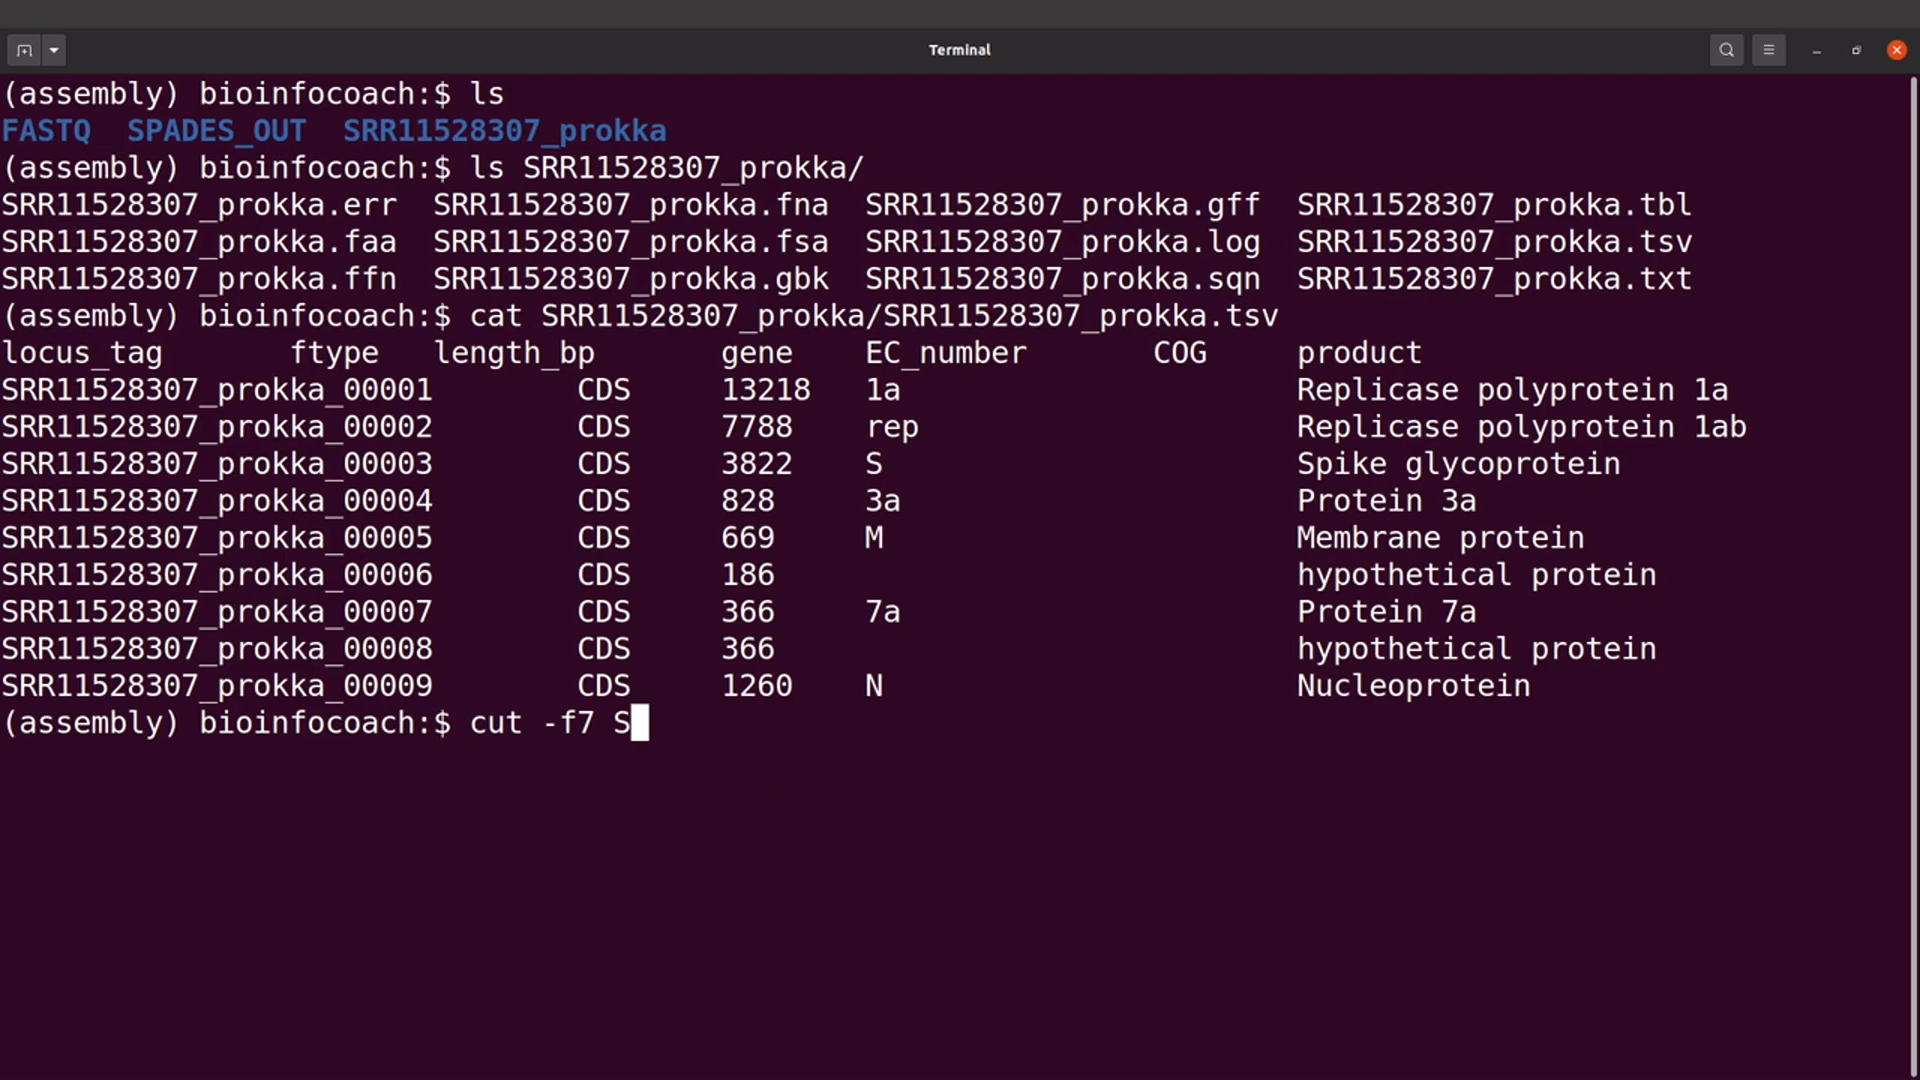 Terminal
(assembly) bioinfocoach:$ ls
FASTQ  SPADES_OUT  SRR11528307_prokka
(assembly) bioinfocoach:$ ls SRR11528307_prokka/
SRR11528307_prokka.err  SRR11528307_prokka.fna  SRR11528307_prokka.gff  SRR11528307_prokka.tbl
SRR11528307_prokka.faa  SRR11528307_prokka.fsa  SRR11528307_prokka.log  SRR11528307_prokka.tsv
SRR11528307_prokka.ffn  SRR11528307_prokka.gbk  SRR11528307_prokka.sqn  SRR11528307_prokka.txt
(assembly) bioinfocoach:$ cat SRR11528307_prokka/SRR11528307_prokka.tsv
locus_tag       ftype   length_bp       gene    EC_number       COG     product
SRR11528307_prokka_00001        CDS     13218   1a                      Replicase polyprotein 1a
SRR11528307_prokka_00002        CDS     7788    rep                     Replicase polyprotein 1ab
SRR11528307_prokka_00003        CDS     3822    S                       Spike glycoprotein
SRR11528307_prokka_00004        CDS     828     3a                      Protein 3a
SRR11528307_prokka_00005        CDS     669     M                       Membrane protein
SRR11528307_prokka_00006        CDS     186                             hypothetical protein
SRR11528307_prokka_00007        CDS     366     7a                      Protein 7a
SRR11528307_prokka_00008        CDS     366                             hypothetical protein
SRR11528307_prokka_00009        CDS     1260    N                       Nucleoprotein
(assembly) bioinfocoach:$ cut -f7 S